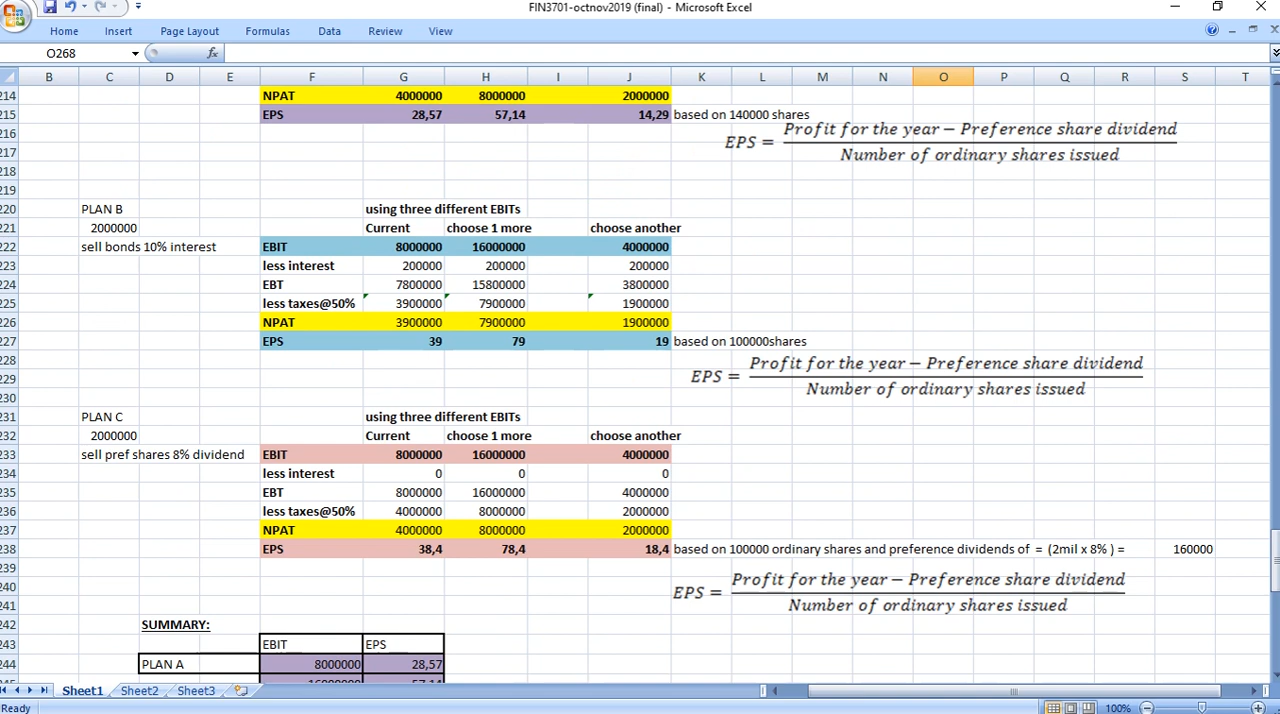 FIN3701-octnov2019 (final) - Microsoft Excel
Home Insert Page Layout Formulas Data Review View
O268 fx
B C D E F G H I J K L M N O P Q R S T
214 NPAT 4000000 8000000 2000000
215 EPS 28,57 57,14 14,29 based on 140000 shares
216 EPS = Profit for the year − Preference share dividend
217 Number of ordinary shares issued
218
219
220 PLAN B using three different EBITs
221 2000000 Current choose 1 more choose another
222 sell bonds 10% interest EBIT 8000000 16000000 4000000
223 less interest 200000 200000 200000
224 EBT 7800000 15800000 3800000
225 less taxes@50% 3900000 7900000 1900000
226 NPAT 3900000 7900000 1900000
227 EPS 39 79 19 based on 100000shares
228 EPS = Profit for the year − Preference share dividend
229 Number of ordinary shares issued
230
231 PLAN C using three different EBITs
232 2000000 Current choose 1 more choose another
233 sell pref shares 8% dividend EBIT 8000000 16000000 4000000
234 less interest 0 0 0
235 EBT 8000000 16000000 4000000
236 less taxes@50% 4000000 8000000 2000000
237 NPAT 4000000 8000000 2000000
238 EPS 38,4 78,4 18,4 based on 100000 ordinary shares and preference dividends of = (2mil x 8% ) = 160000
239
240 EPS = Profit for the year − Preference share dividend
241 Number of ordinary shares issued
242 SUMMARY:
243 EBIT EPS
244 PLAN A 8000000 28,57
Sheet1 Sheet2 Sheet3
Ready 100%